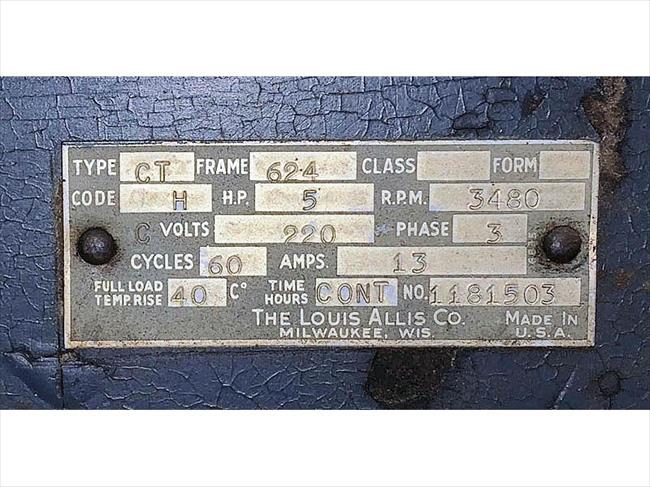 TYPE CT FRAME 624 CLASS FORM
CODE H H.P. 5 R.P.M. 3480
C VOLTS 220 PHASE 3
CYCLES 60 AMPS. 13
FULL LOAD TEMP. RISE 40 C° TIME HOURS CONT NO. 1181503
THE LOUIS ALLIS CO. MADE IN
MILWAUKEE, WIS. U.S.A.